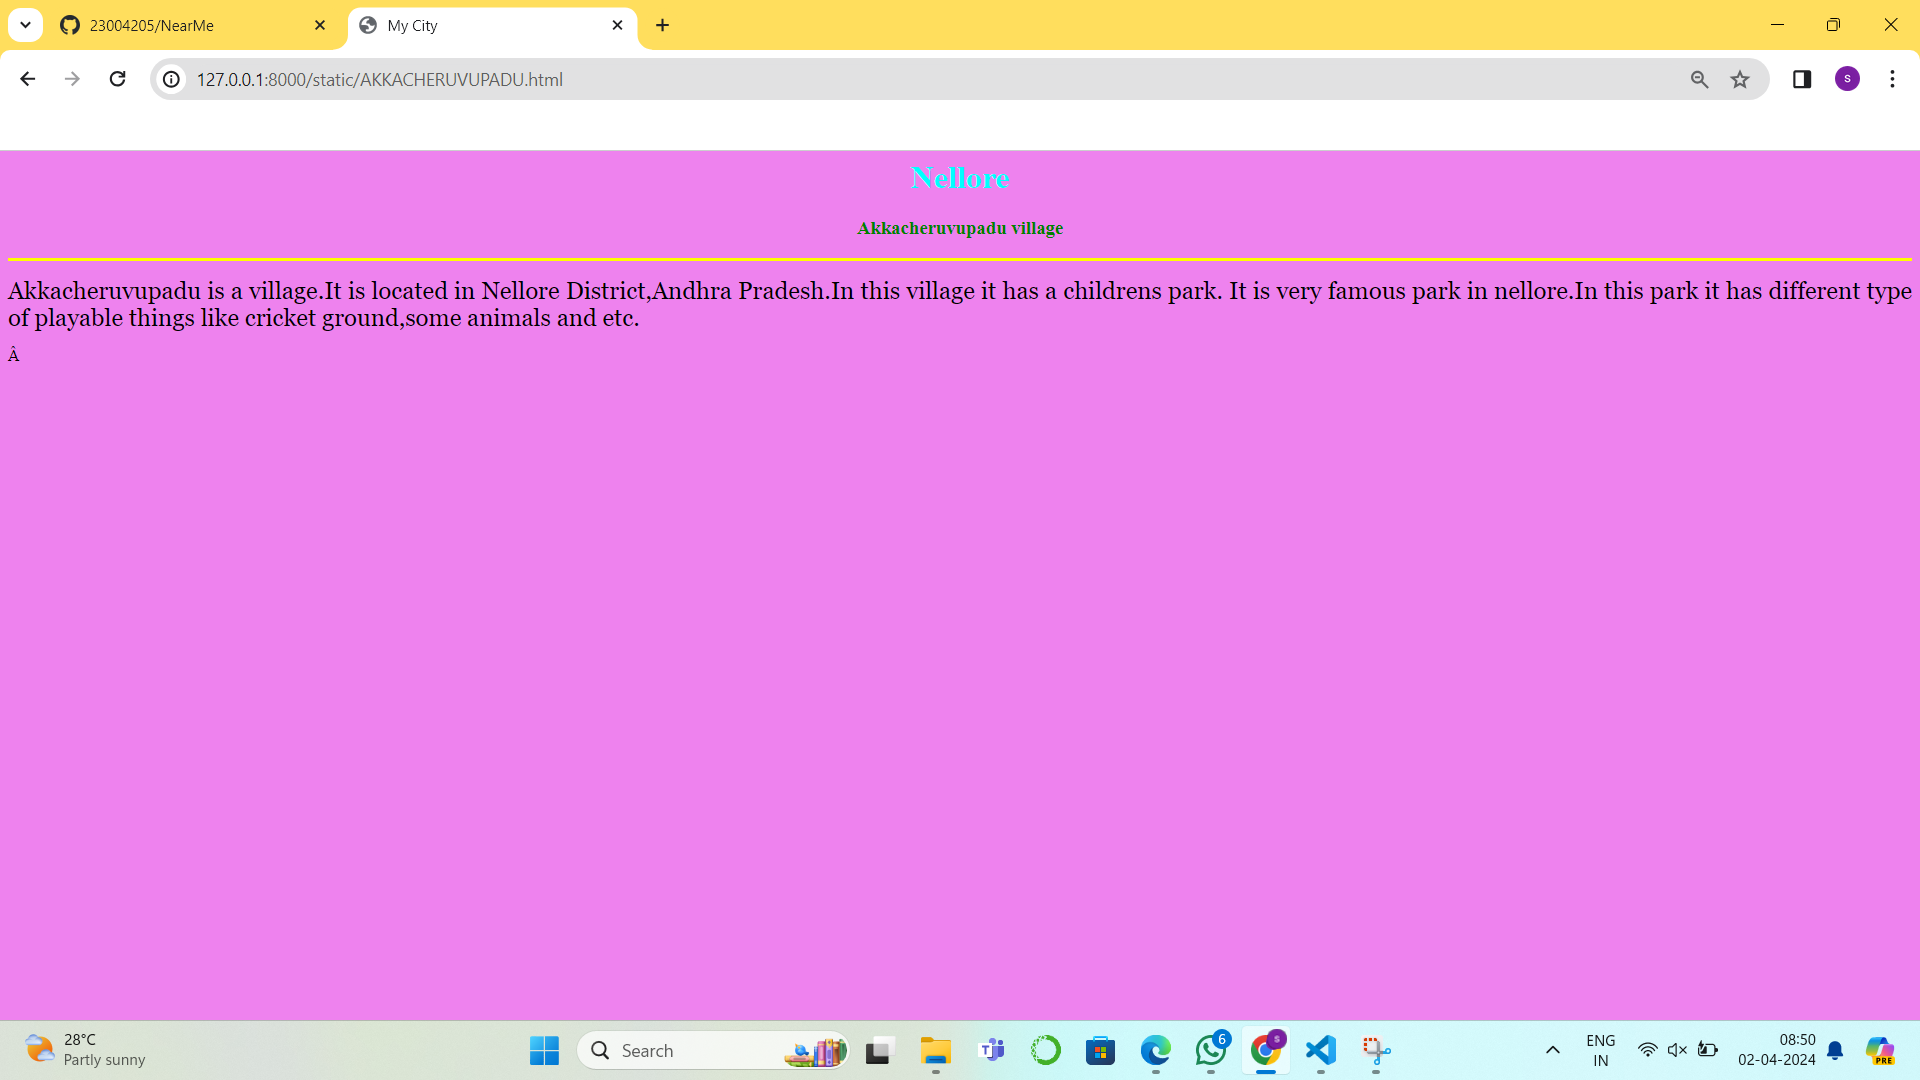 23004205/NearMe
My City
127.0.0.1:8000/static/AKKACHERUVUPADU.html
S
Nellore
Akkacheruvupadu village
Akkacheruvupadu is a village.It is located in Nellore District,Andhra Pradesh.In this village it has a childrens park. It is very famous park in nellore.In this park it has different type
of playable things like cricket ground,some animals and etc.
Â
28°C
Partly sunny
Search
6
S
ENG
IN
08:50
02-04-2024
PRE